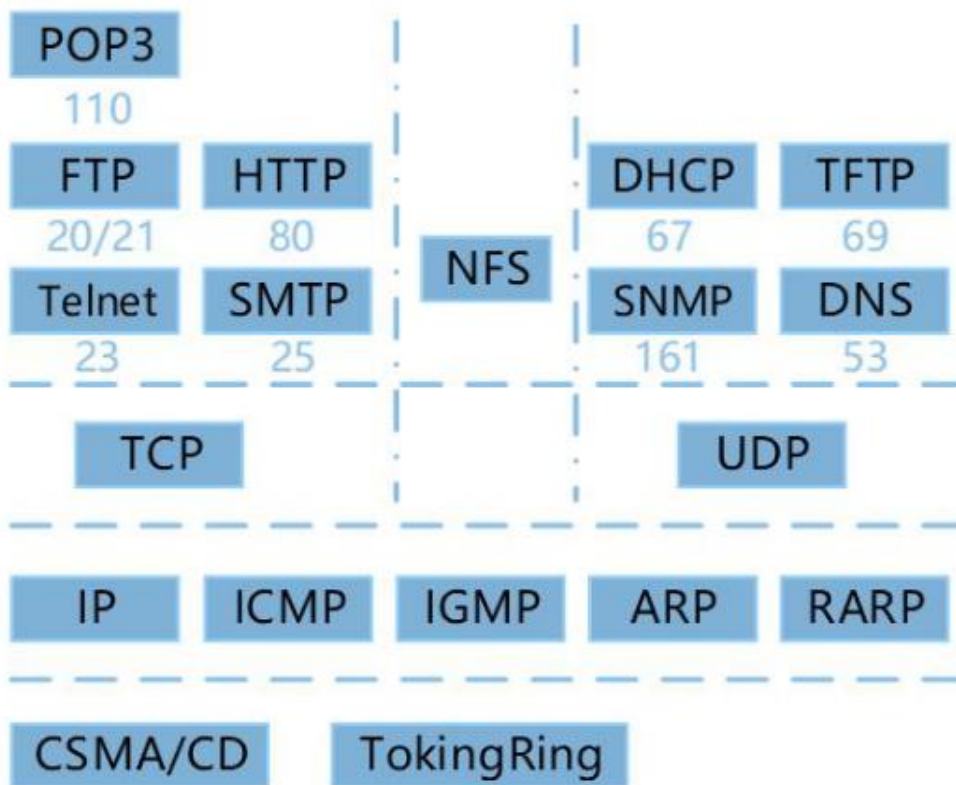 POP3
110
FTP HTTP DHCP TFTP
20/21 80 67 69
NFS
Telnet SMTP SNMP DNS
23 25 161 53
TCP UDP
IP ICMP IGMP ARP RARP
CSMA/CD TokingRing